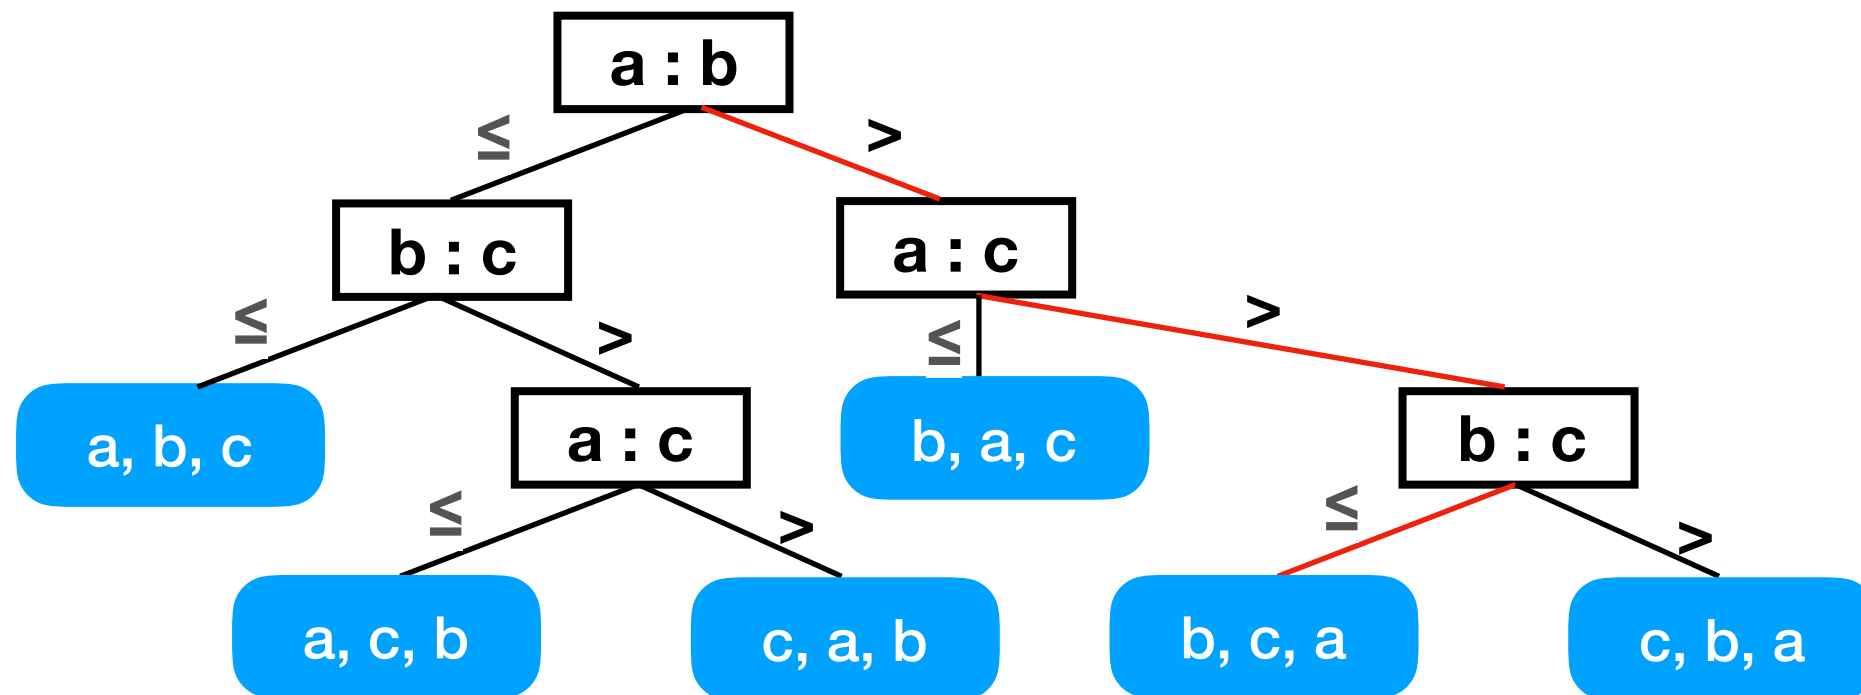 a : b
≤ >
b : c a : c
≤ > ≤ >
a, b, c a : c b, a, c b : c
≤ > ≤ >
a, c, b c, a, b b, c, a c, b, a